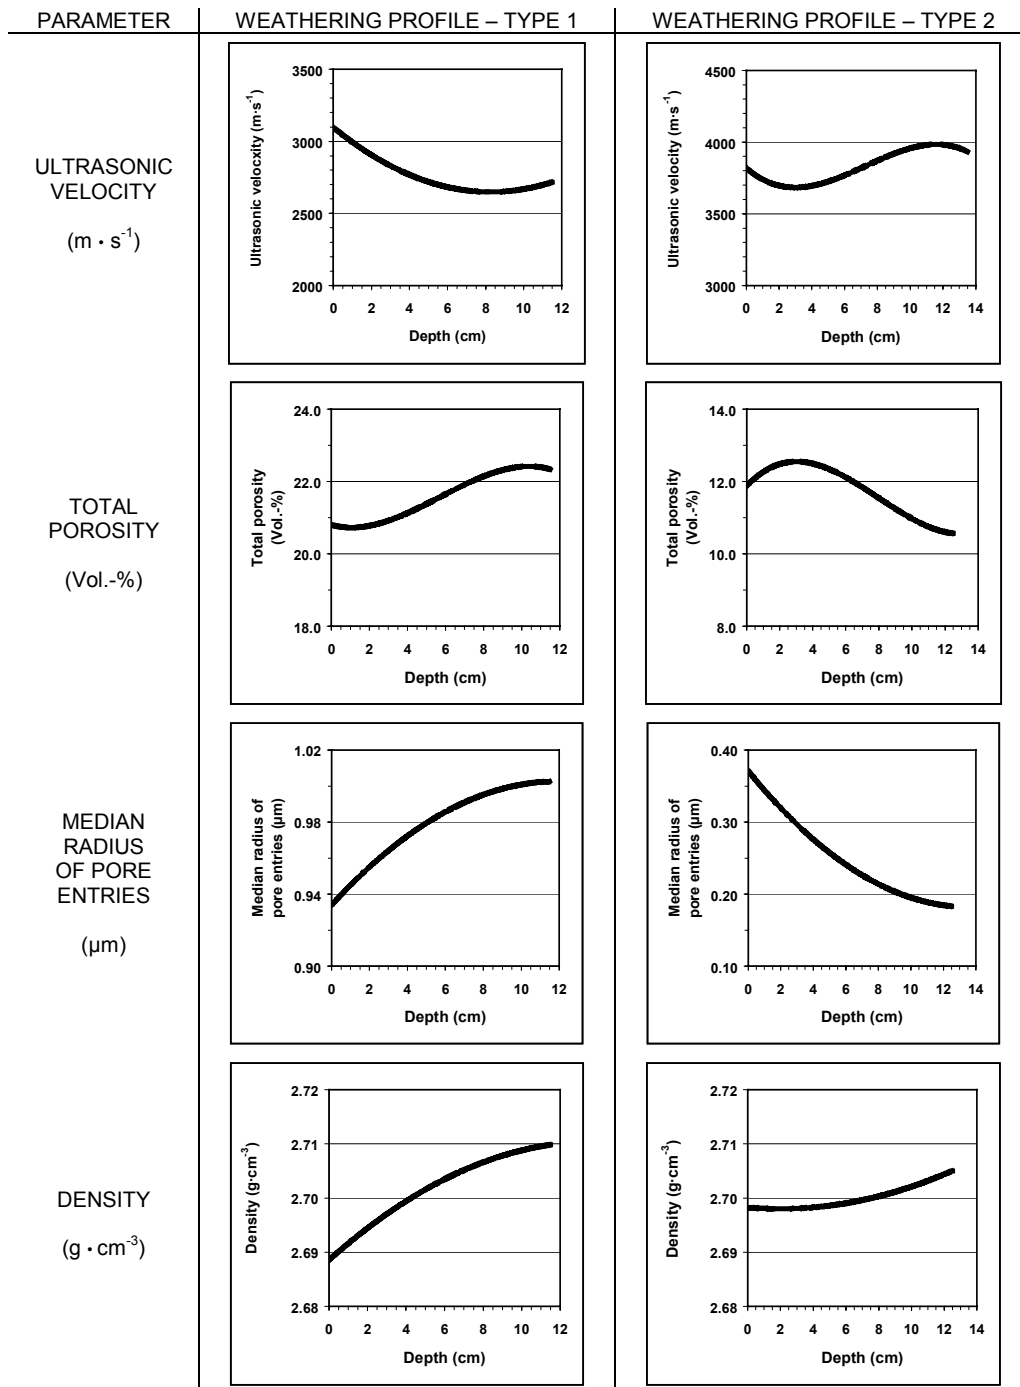 PARAMETER WEATHERING PROFILE – TYPE 1 WEATHERING PROFILE – TYPE 2
ULTRASONIC
VELOCITY
(m · s-1)
Ultrasonic velocxity (m·s-1)
3500
3000
2500
2000
0 2 4 6 8 10 12
Depth (cm)
Ultrasonic velocity (m·s-1)
4500
4000
3500
3000
0 2 4 6 8 10 12 14
Depth (cm)
TOTAL
POROSITY
(Vol.-%)
Total porosity
(Vol.-%)
24.0
22.0
20.0
18.0
0 2 4 6 8 10 12
Depth (cm)
Total porosity
(Vol.-%)
14.0
12.0
10.0
8.0
0 2 4 6 8 10 12 14
Depth (cm)
MEDIAN
RADIUS
OF PORE
ENTRIES
(µm)
Median radius of
pore entries (µm)
1.02
0.98
0.94
0.90
0 2 4 6 8 10 12
Depth (cm)
Median radius of
pore entries (µm)
0.40
0.30
0.20
0.10
0 2 4 6 8 10 12 14
Depth (cm)
DENSITY
(g · cm-3)
Density (g·cm-3)
2.72
2.71
2.70
2.69
2.68
0 2 4 6 8 10 12
Depth (cm)
Density (g·cm-3)
2.72
2.71
2.70
2.69
2.68
0 2 4 6 8 10 12 14
Depth (cm)